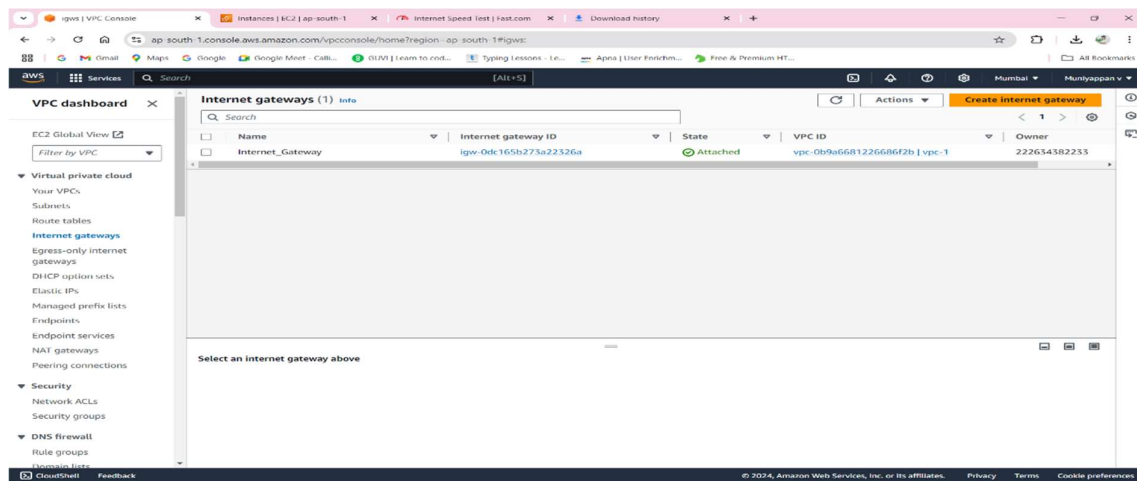 igws | VPC Console
Instances | EC2 | ap-south-1
Internet Speed Test | Fast.com
Download history
ap-south-1.console.aws.amazon.com/vpcconsole/home?region=ap-south-1#igws:
Gmail Maps Google Google Meet - Calli... GUVI | Learn to cod... Typing Lessons - Le... Apna | User Enrichm... Free & Premium HT... All Bookmarks
aws Services Search [Alt+S] Mumbai Muniyappan v
VPC dashboard
EC2 Global View
Filter by VPC
Virtual private cloud
Your VPCs
Subnets
Route tables
Internet gateways
Egress-only internet
gateways
DHCP option sets
Elastic IPs
Managed prefix lists
Endpoints
Endpoint services
NAT gateways
Peering connections
Security
Network ACLs
Security groups
DNS firewall
Rule groups
Domain lists
Internet gateways (1) Info
Actions
Create internet gateway
Search
1
Name Internet gateway ID State VPC ID Owner
Internet_Gateway igw-0dc165b273a22326a Attached vpc-0b9a6681226686f2b | vpc-1 222634382233
Select an internet gateway above
CloudShell Feedback © 2024, Amazon Web Services, Inc. or its affiliates. Privacy Terms Cookie preferences